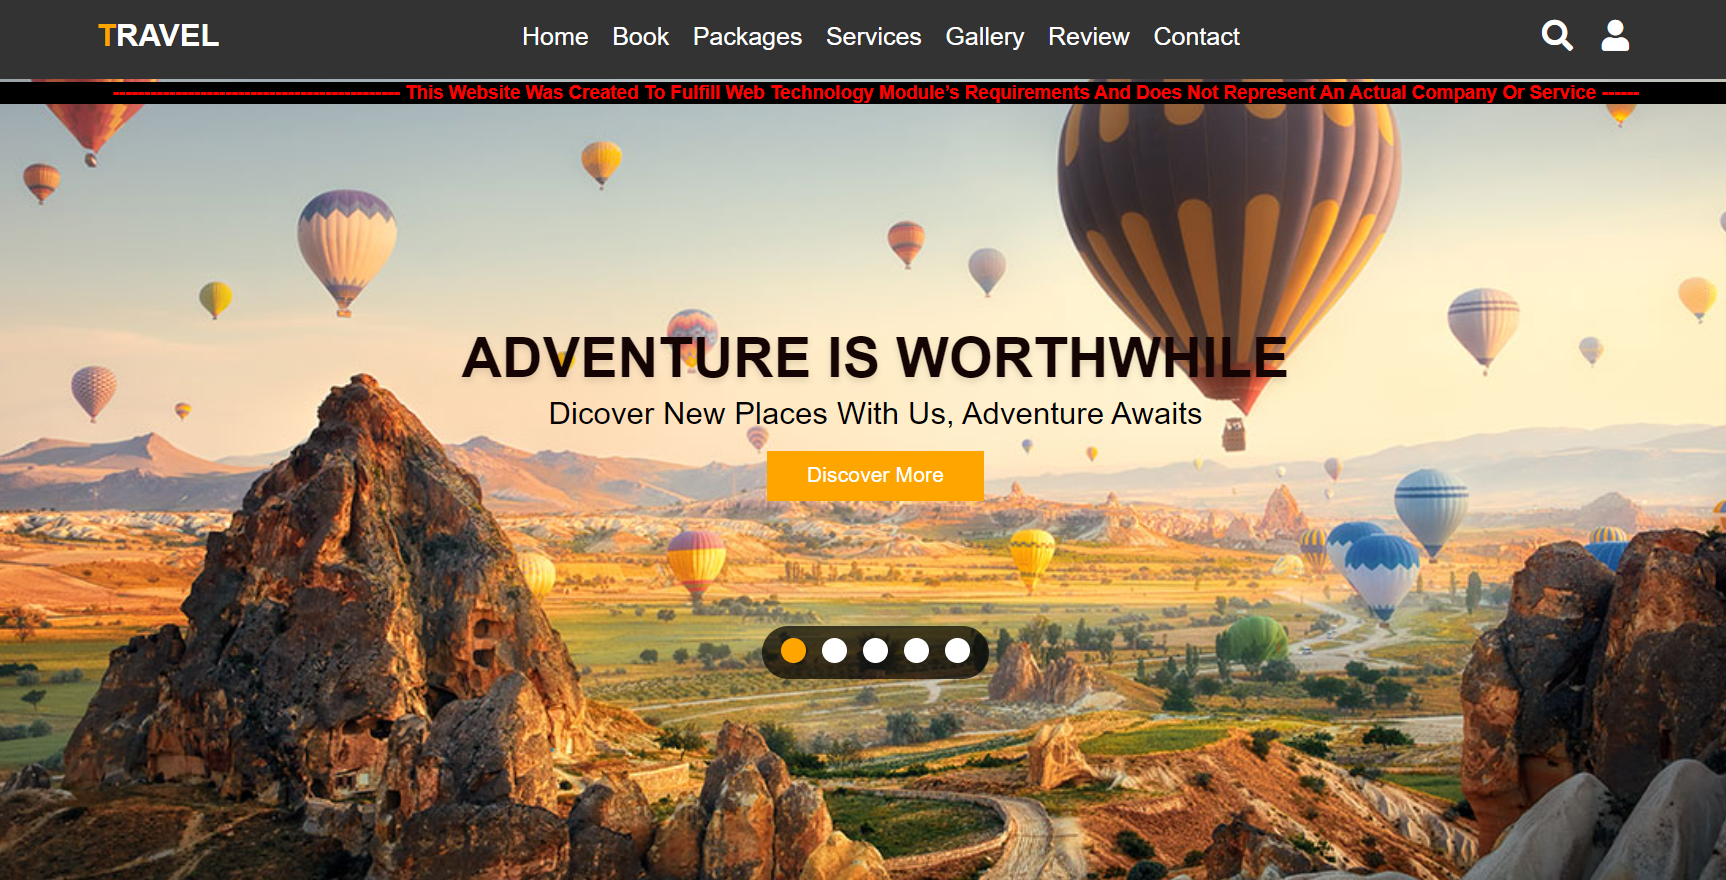 TRAVEL
Home Book Packages Services Gallery Review Contact
---------------------------------------------- This Website Was Created To Fulfill Web Technology Module’s Requirements And Does Not Represent An Actual Company Or Service ------
ADVENTURE IS WORTHWHILE
Dicover New Places With Us, Adventure Awaits
Discover More